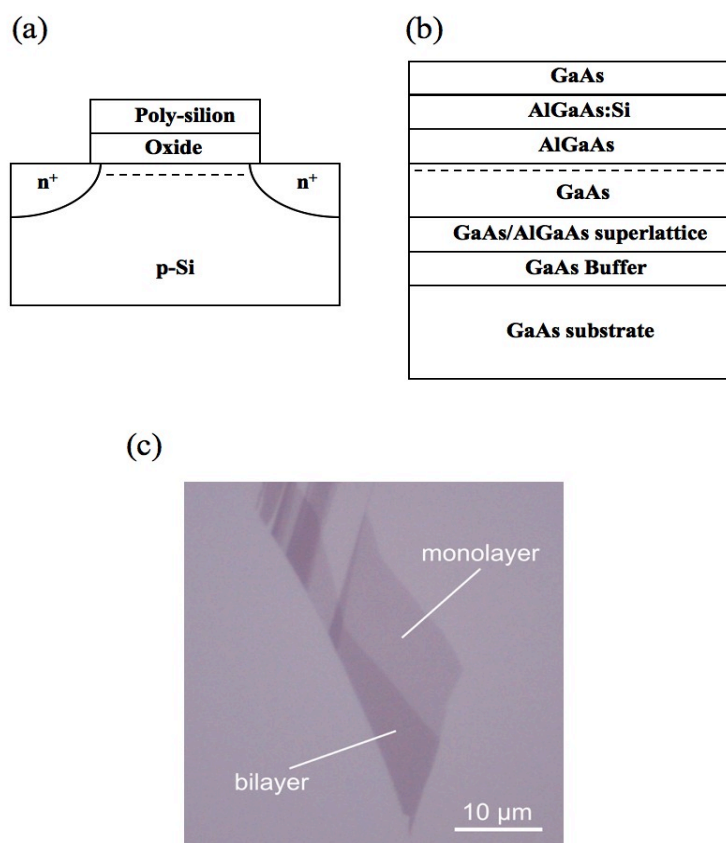 (a)
Poly-silion
Oxide
n+
n+
p-Si
(b)
GaAs
AlGaAs:Si
AlGaAs
GaAs
GaAs/AlGaAs superlattice
GaAs Buffer
GaAs substrate
(c)
monolayer
bilayer
10 μm